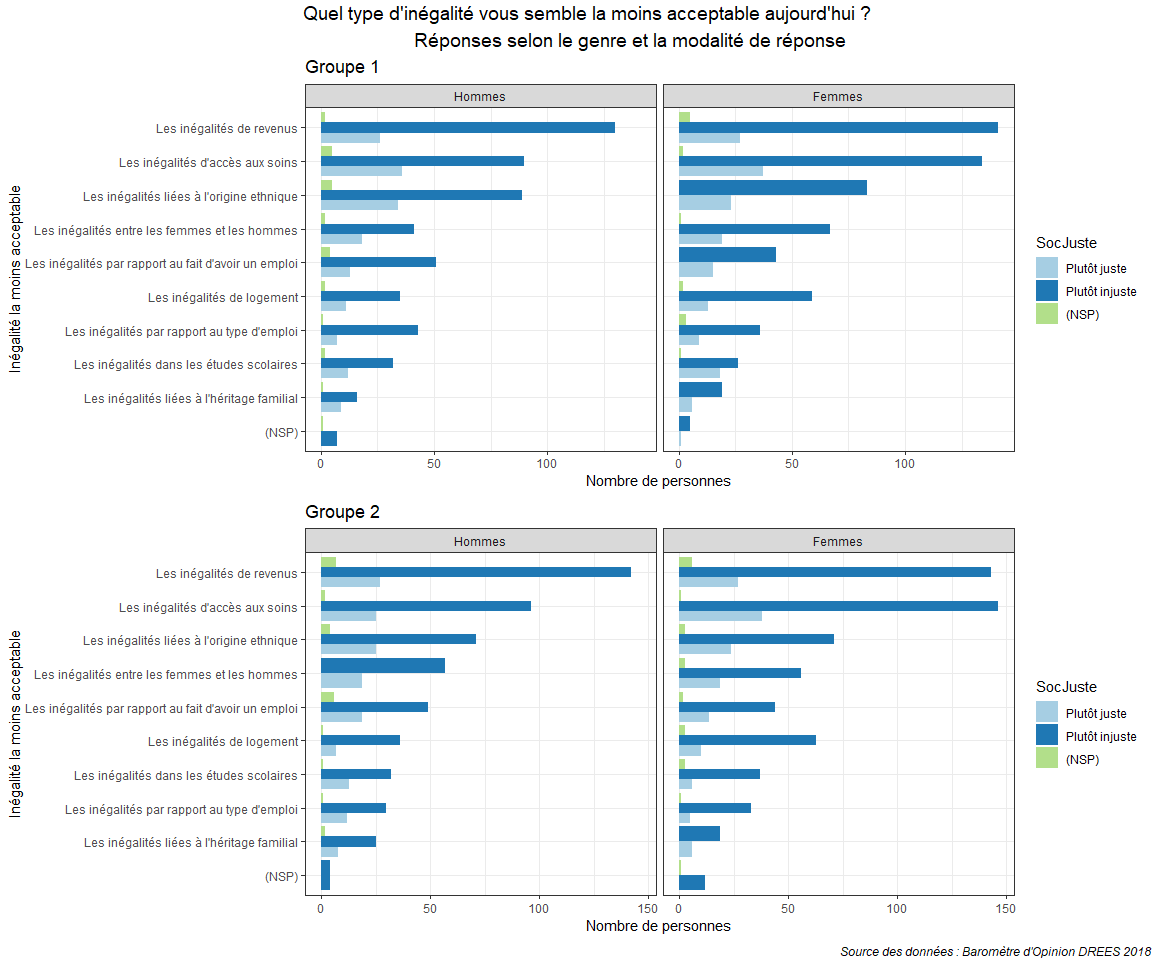 Quel type d'inégalité vous semble la moins acceptable aujourd'hui ?
Réponses selon le genre et la modalité de réponse
Groupe 1
Hommes
Femmes
Inégalité la moins acceptable
Les inégalités de revenus
Les inégalités d'accès aux soins
Les inégalités liées à l'origine ethnique
Les inégalités entre les femmes et les hommes
Les inégalités par rapport au fait d'avoir un emploi
Les inégalités de logement
Les inégalités par rapport au type d'emploi
Les inégalités dans les études scolaires
Les inégalités liées à l'héritage familial
(NSP)
0 50 100
0 50 100
Nombre de personnes
SocJuste
Plutôt juste
Plutôt injuste
(NSP)
Groupe 2
Hommes
Femmes
Inégalité la moins acceptable
Les inégalités de revenus
Les inégalités d'accès aux soins
Les inégalités liées à l'origine ethnique
Les inégalités entre les femmes et les hommes
Les inégalités par rapport au fait d'avoir un emploi
Les inégalités de logement
Les inégalités dans les études scolaires
Les inégalités par rapport au type d'emploi
Les inégalités liées à l'héritage familial
(NSP)
0 50 100 150
0 50 100 150
Nombre de personnes
SocJuste
Plutôt juste
Plutôt injuste
(NSP)
Source des données : Baromètre d'Opinion DREES 2018